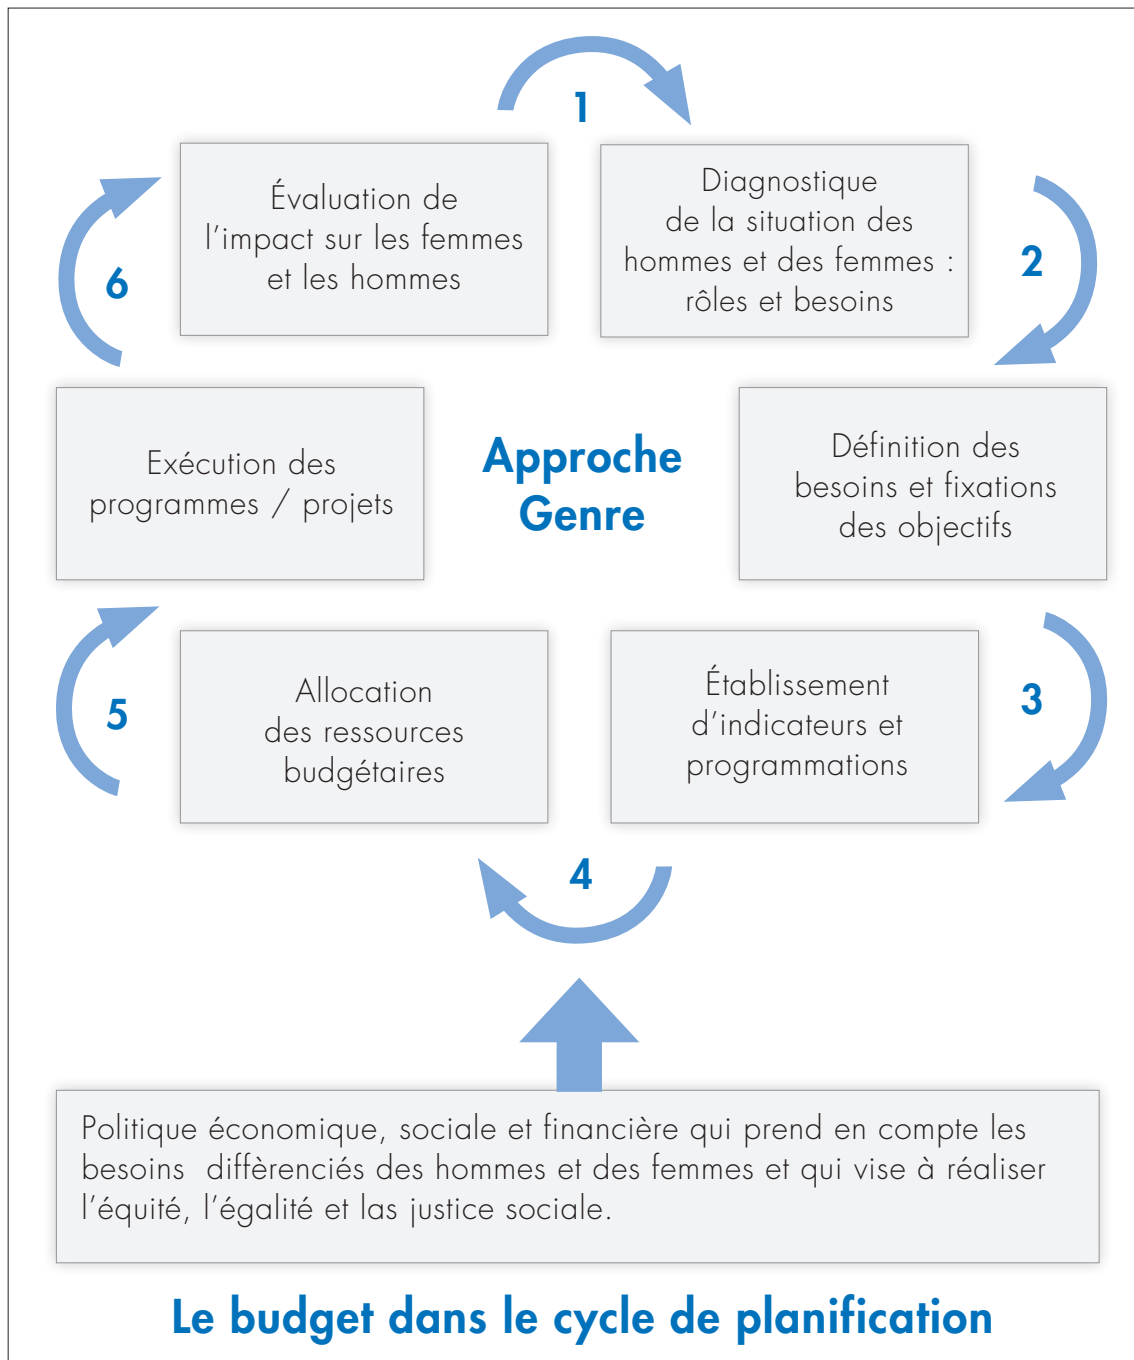 1
Évaluation de
l'impact sur les femmes
et les hommes
Diagnostique
de la situation des
hommes et des femmes :
rôles et besoins
2
6
Exécution des
programmes / projets
Approche
Genre
Définition des
besoins et fixations
des objectifs
5
Allocation
des ressources
budgétaires
Établissement
d'indicateurs et
programmations
3
4
Politique économique, sociale et financière qui prend en compte les
besoins  diffèrenciés des hommes et des femmes et qui vise à réaliser
l'équité, l'égalité et las justice sociale.
Le budget dans le cycle de planification